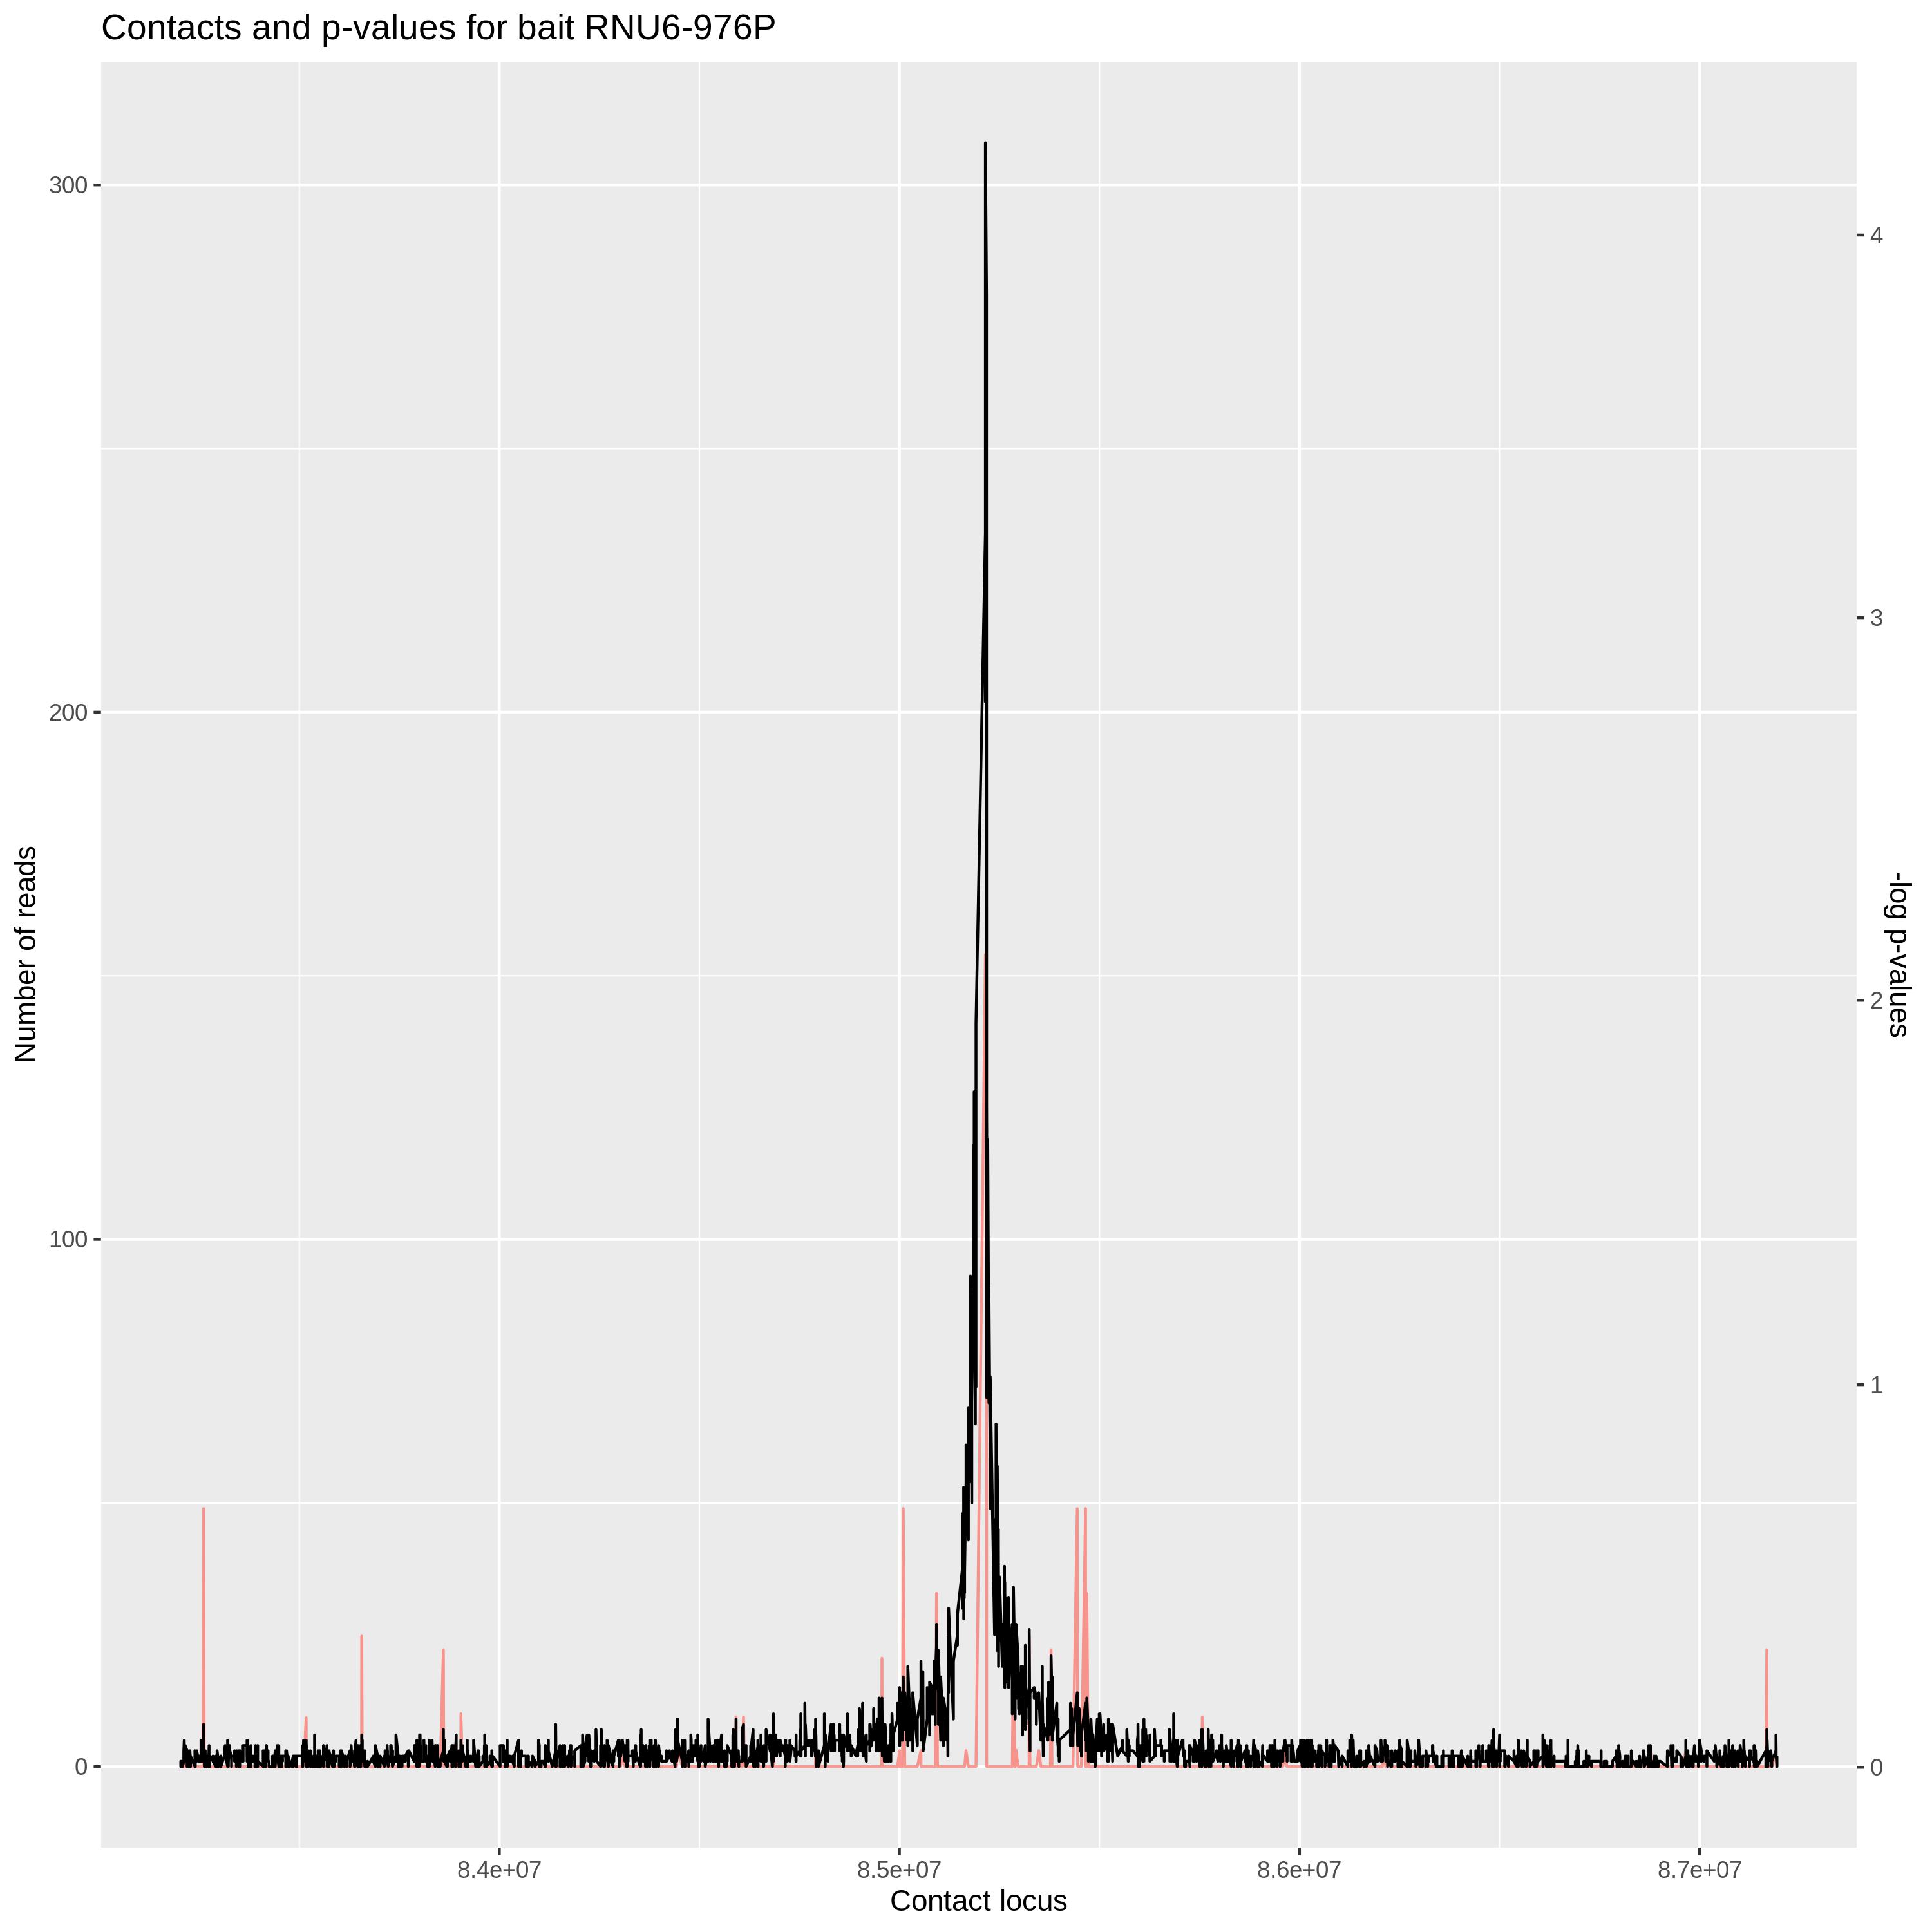 Contacts and p-values for bait RNU6-976P
300
200
100
0
4
3
2
1
0
Number of reads
-log p-values
8.4e+07
8.5e+07
8.6e+07
8.7e+07
Contact locus